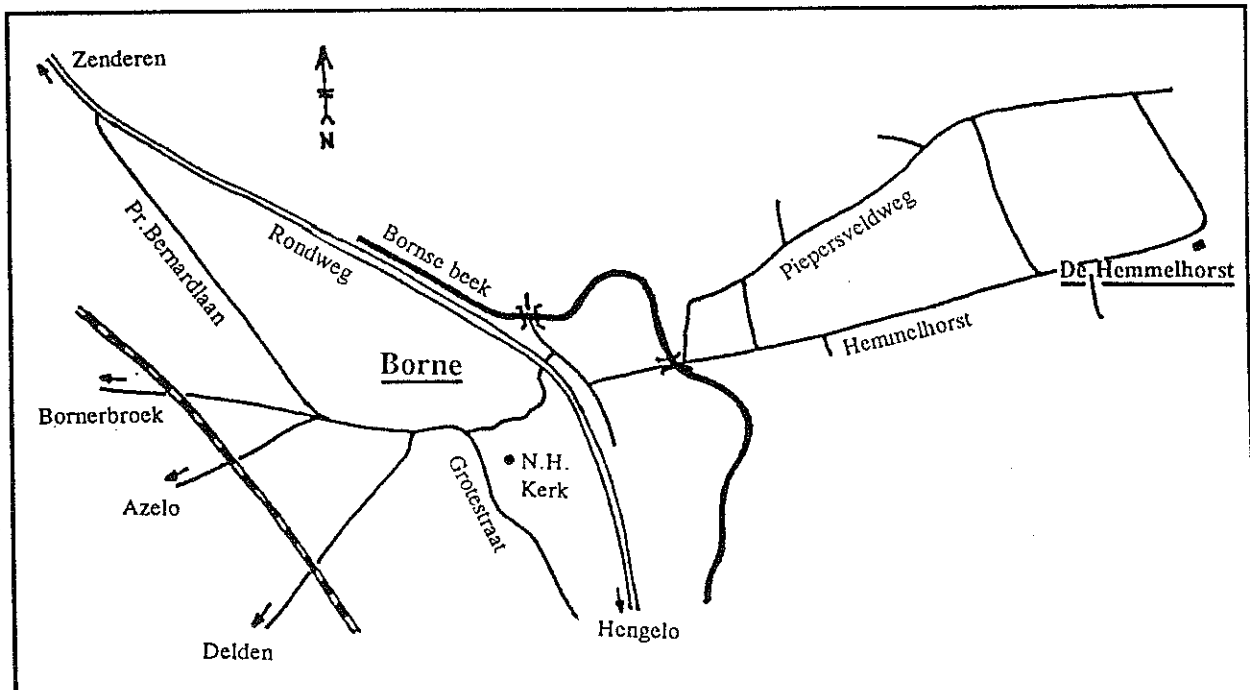 Zenderen
N
Pr. Bernardlaan
Rondweg
Bornse beek
Piepersveldweg
De Hemmelhorst
Hemmelhorst
Borne
Bornerbroek
Azelo
Grotestraat
N.H.
Kerk
Delden
Hengelo